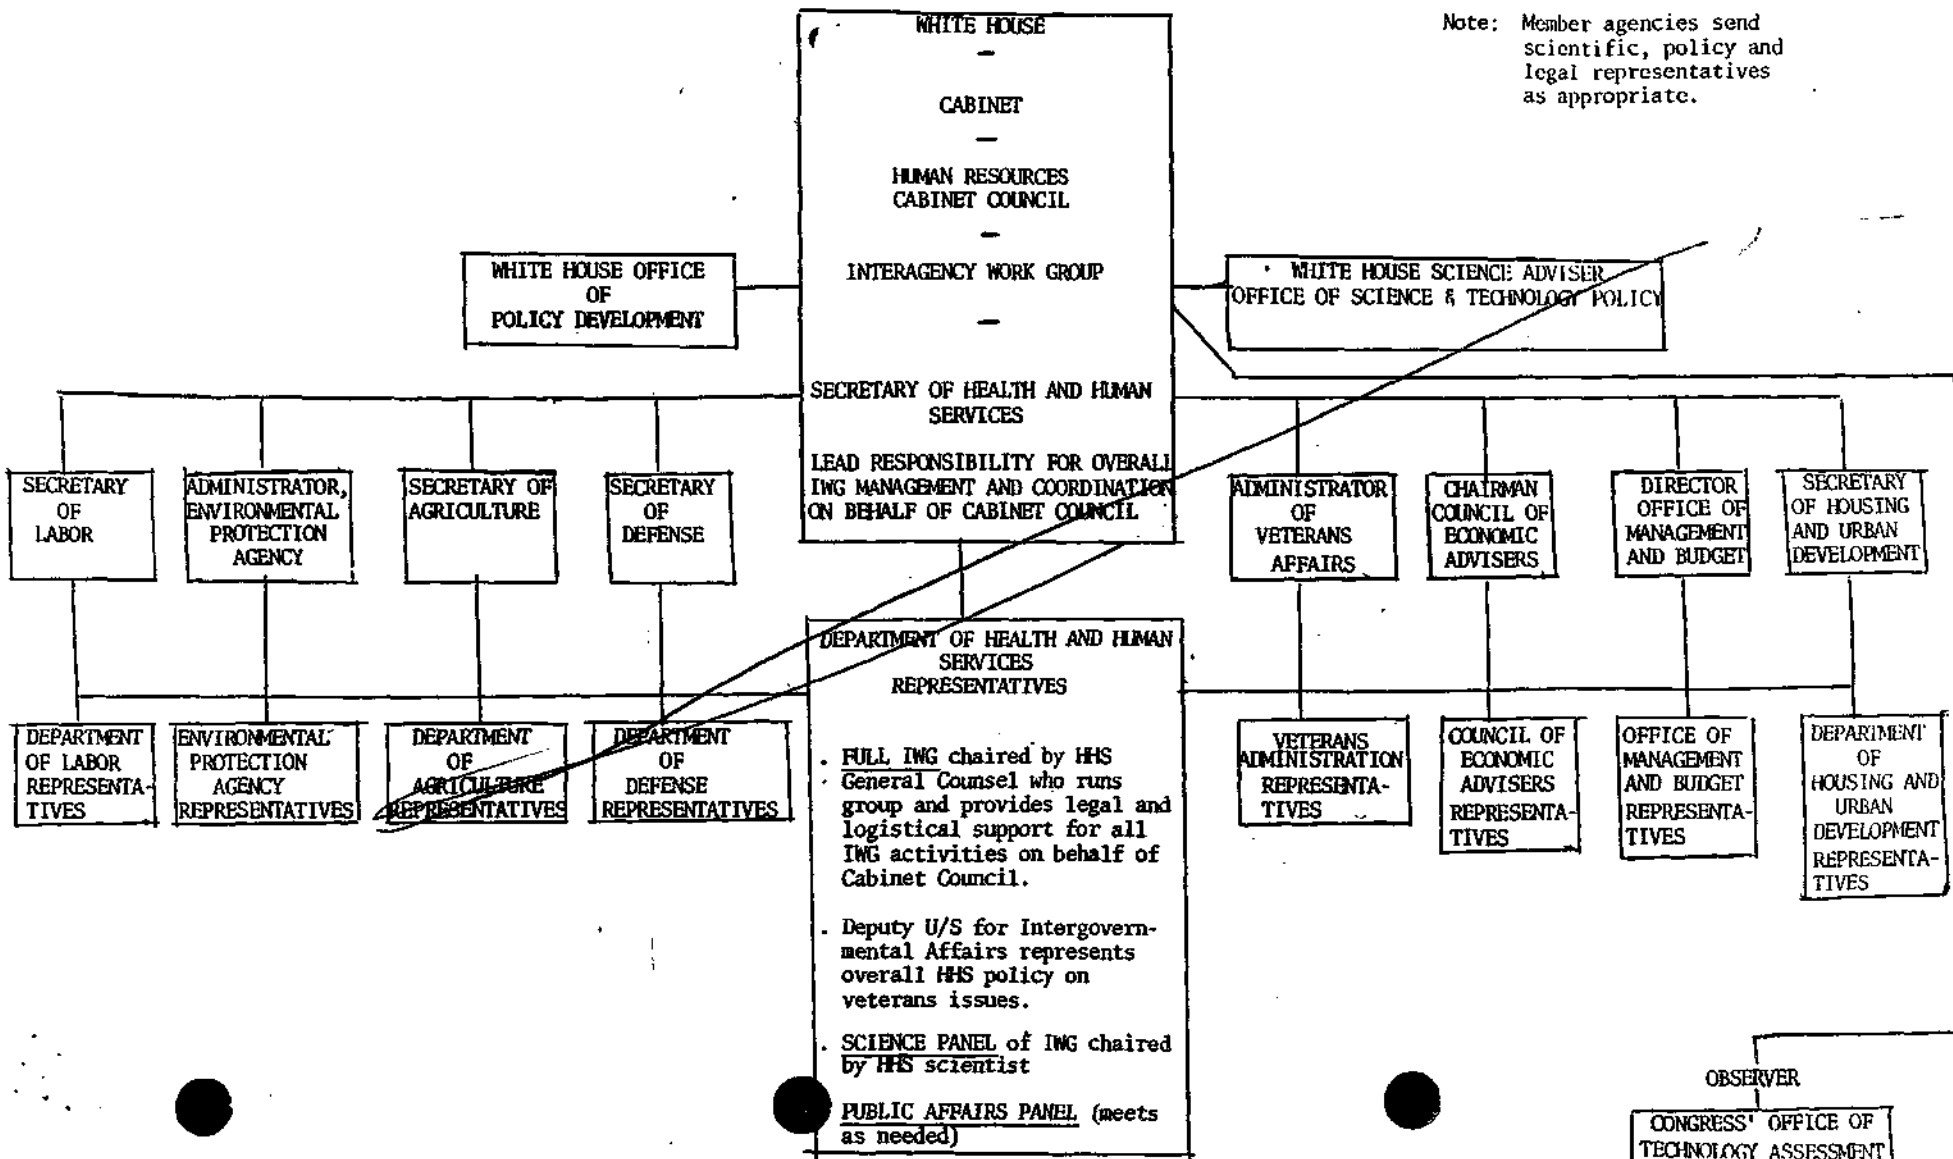 Note: Member agencies send
scientific, policy and
legal representatives
as appropriate.
WHITE HOUSE
—
CABINET
—
HUMAN RESOURCES
CABINET COUNCIL
—
INTERAGENCY WORK GROUP
—
SECRETARY OF HEALTH AND HUMAN
SERVICES
LEAD RESPONSIBILITY FOR OVERALL
IWG MANAGEMENT AND COORDINATION
ON BEHALF OF CABINET COUNCIL
WHITE HOUSE OFFICE
OF
POLICY DEVELOPMENT
WHITE HOUSE SCIENCE ADVISER
OFFICE OF SCIENCE & TECHNOLOGY POLICY
SECRETARY
OF
LABOR
ADMINISTRATOR,
ENVIRONMENTAL
PROTECTION
AGENCY
SECRETARY OF
AGRICULTURE
SECRETARY
OF
DEFENSE
ADMINISTRATOR
OF
VETERANS
AFFAIRS
CHAIRMAN
COUNCIL OF
ECONOMIC
ADVISERS
DIRECTOR
OFFICE OF
MANAGEMENT
AND BUDGET
SECRETARY
OF HOUSING
AND URBAN
DEVELOPMENT
DEPARTMENT
OF LABOR
REPRESENTA-
TIVES
ENVIRONMENTAL
PROTECTION
AGENCY
REPRESENTATIVES
DEPARTMENT
OF
AGRICULTURE
REPRESENTATIVES
DEPARTMENT
OF
DEFENSE
REPRESENTATIVES
DEPARTMENT OF HEALTH AND HUMAN
SERVICES
REPRESENTATIVES
. FULL IWG chaired by HHS
General Counsel who runs
group and provides legal and
logistical support for all
IWG activities on behalf of
Cabinet Council.
. Deputy U/S for Intergovern-
mental Affairs represents
overall HHS policy on
veterans issues.
. SCIENCE PANEL of IWG chaired
by HHS scientist
PUBLIC AFFAIRS PANEL (meets
as needed)
VETERANS
ADMINISTRATION
REPRESENTA-
TIVES
COUNCIL OF
ECONOMIC
ADVISERS
REPRESENTA-
TIVES
OFFICE OF
MANAGEMENT
AND BUDGET
REPRESENTA-
TIVES
DEPARTMENT
OF
HOUSING AND
URBAN
DEVELOPMENT
REPRESENTA-
TIVES
OBSERVER
CONGRESS' OFFICE OF
TECHNOLOGY ASSESSMENT